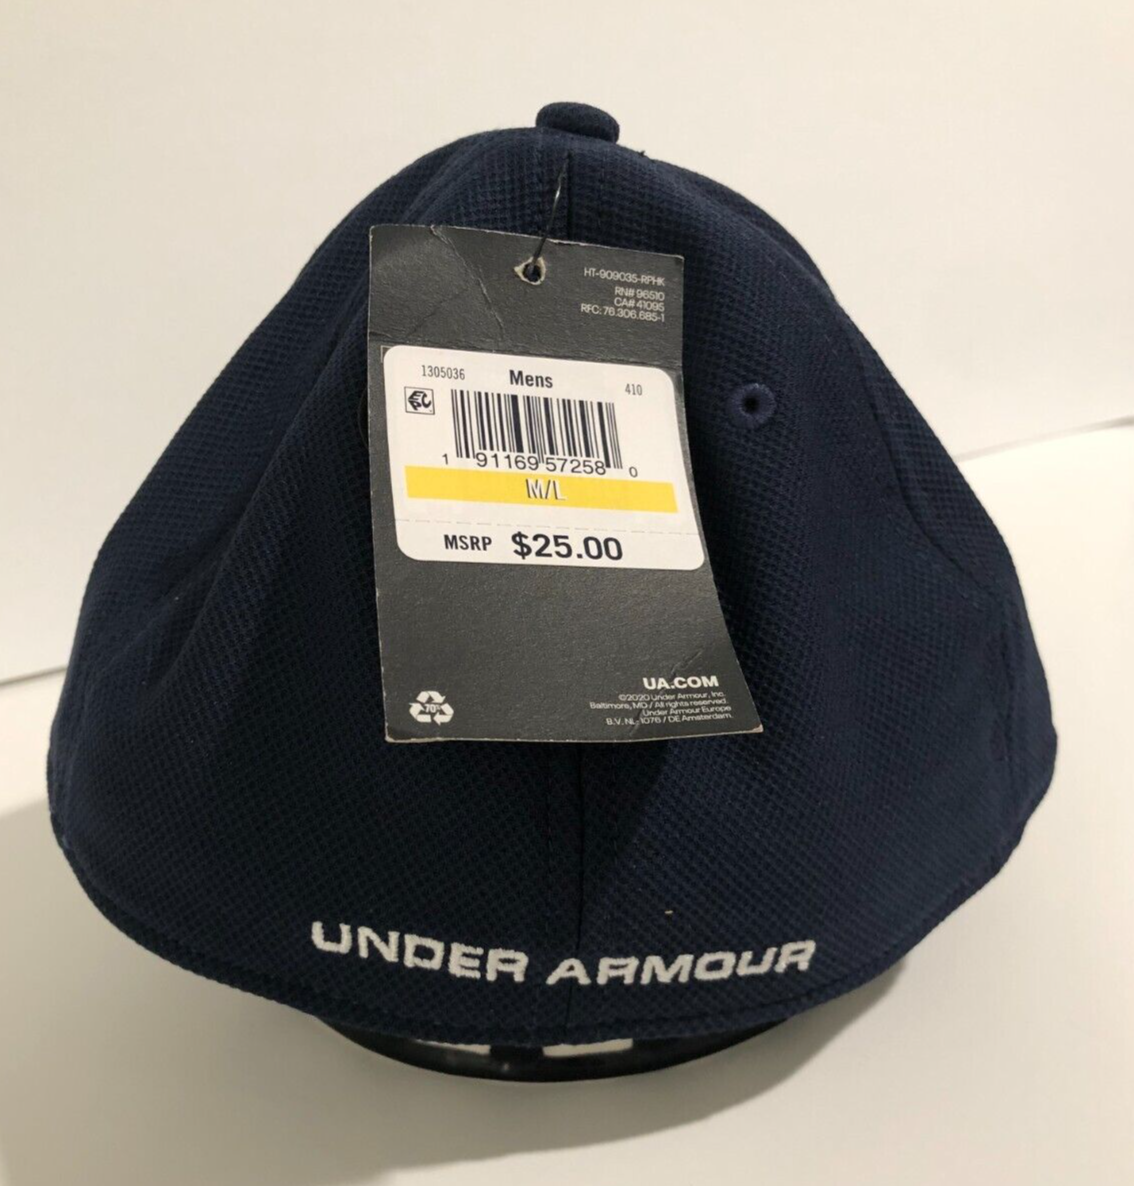 HT-909035-RPHK
RN# 96510
CA# 41095
RFC: 76.306.685-1
1305036 Mens 410
1 91169 57258 0
M/L
MSRP $25.00
70%
UA.COM
©2020 Under Armour, Inc.
Baltimore, MD / All rights reserved.
Under Armour Europe
B.V. NL- 1076 / DE Amsterdam.
UNDER ARMOUR